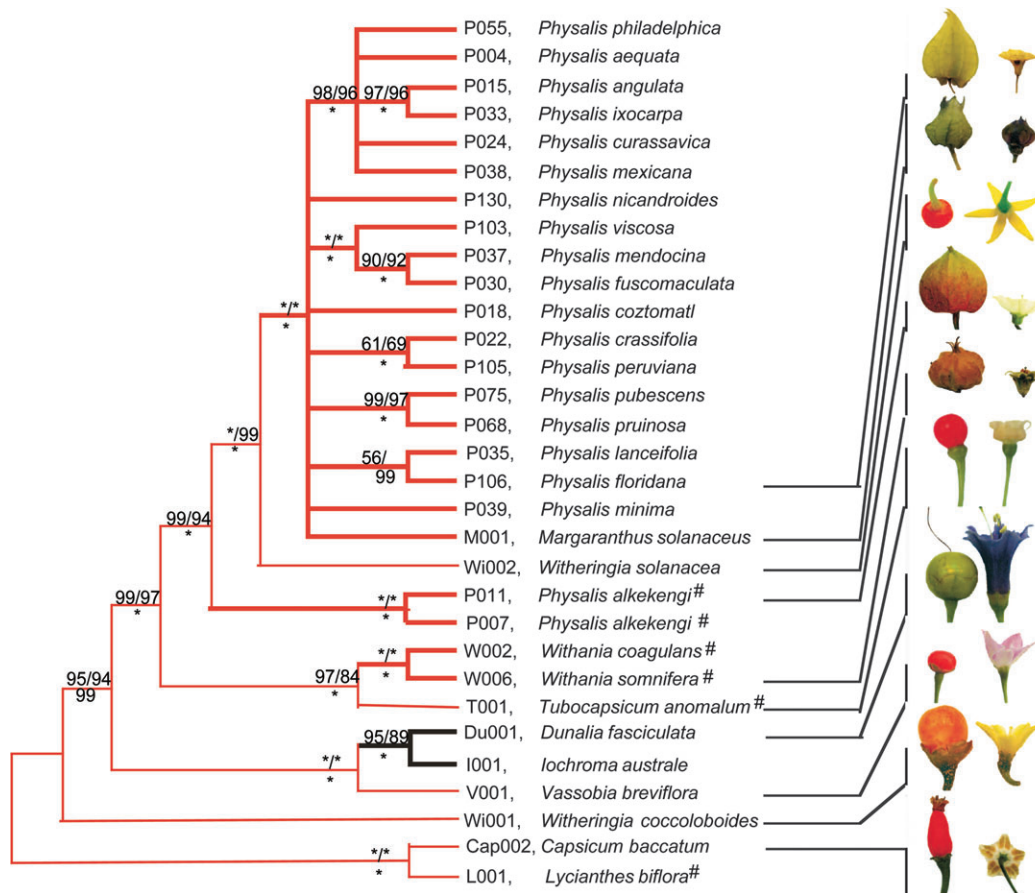 P055, Physalis philadelphica
P004, Physalis aequata
P015, Physalis angulata
98/96 97/96
* *
P033, Physalis ixocarpa
P024, Physalis curassavica
P038, Physalis mexicana
P130, Physalis nicandroides
P103, Physalis viscosa
*/*
*
P037, Physalis mendocina
90/92
*
P030, Physalis fuscomaculata
P018, Physalis coztomatl
*/*
*
P022, Physalis crassifolia
61/69
*
P105, Physalis peruviana
P075, Physalis pubescens
99/97
*
P068, Physalis pruinosa
*/99
*
P035, Physalis lanceifolia
56/
99
P106, Physalis floridana
P039, Physalis minima
99/94
*
M001, Margaranthus solanaceus
Wi002, Witheringia solanacea
P011, Physalis alkekengi#
99/97 */*
* *
P007, Physalis alkekengi #
W002, Withania coagulans#
*/*
*
95/94 97/84
99 *
W006, Withania somnifera#
T001, Tubocapsicum anomalum#
Du001, Dunalia fasciculata
95/89
*
*/*
*
I001, Iochroma australe
V001, Vassobia breviflora
Wi001, Witheringia coccoloboides
Cap002, Capsicum baccatum
*/*
*
L001, Lycianthes biflora#